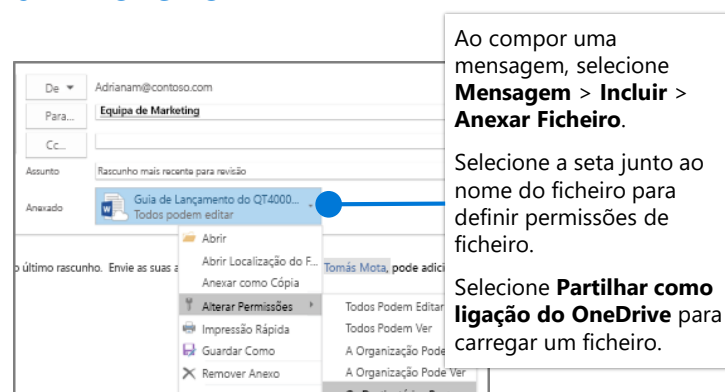 De
Adrianam@contoso.com
Para...
Equipa de Marketing
Cc...
Assunto
Rascunho mais recente para revisão
Anexado
Guia de Lançamento do QT4000...
Todos podem editar
Abrir
Abrir Localização do F...
Anexar como Cópia
Alterar Permissões
Impressão Rápida
Guardar Como
Remover Anexo
o último rascunho. Envie as suas a
Tomás Mota, pode adici
Todos Podem Editar
Todos Podem Ver
A Organização Pode
A Organização Pode Ver
Ao compor uma
mensagem, selecione
Mensagem > Incluir >
Anexar Ficheiro.
Selecione a seta junto ao
nome do ficheiro para
definir permissões de
ficheiro.
Selecione Partilhar como
ligação do OneDrive para
carregar um ficheiro.